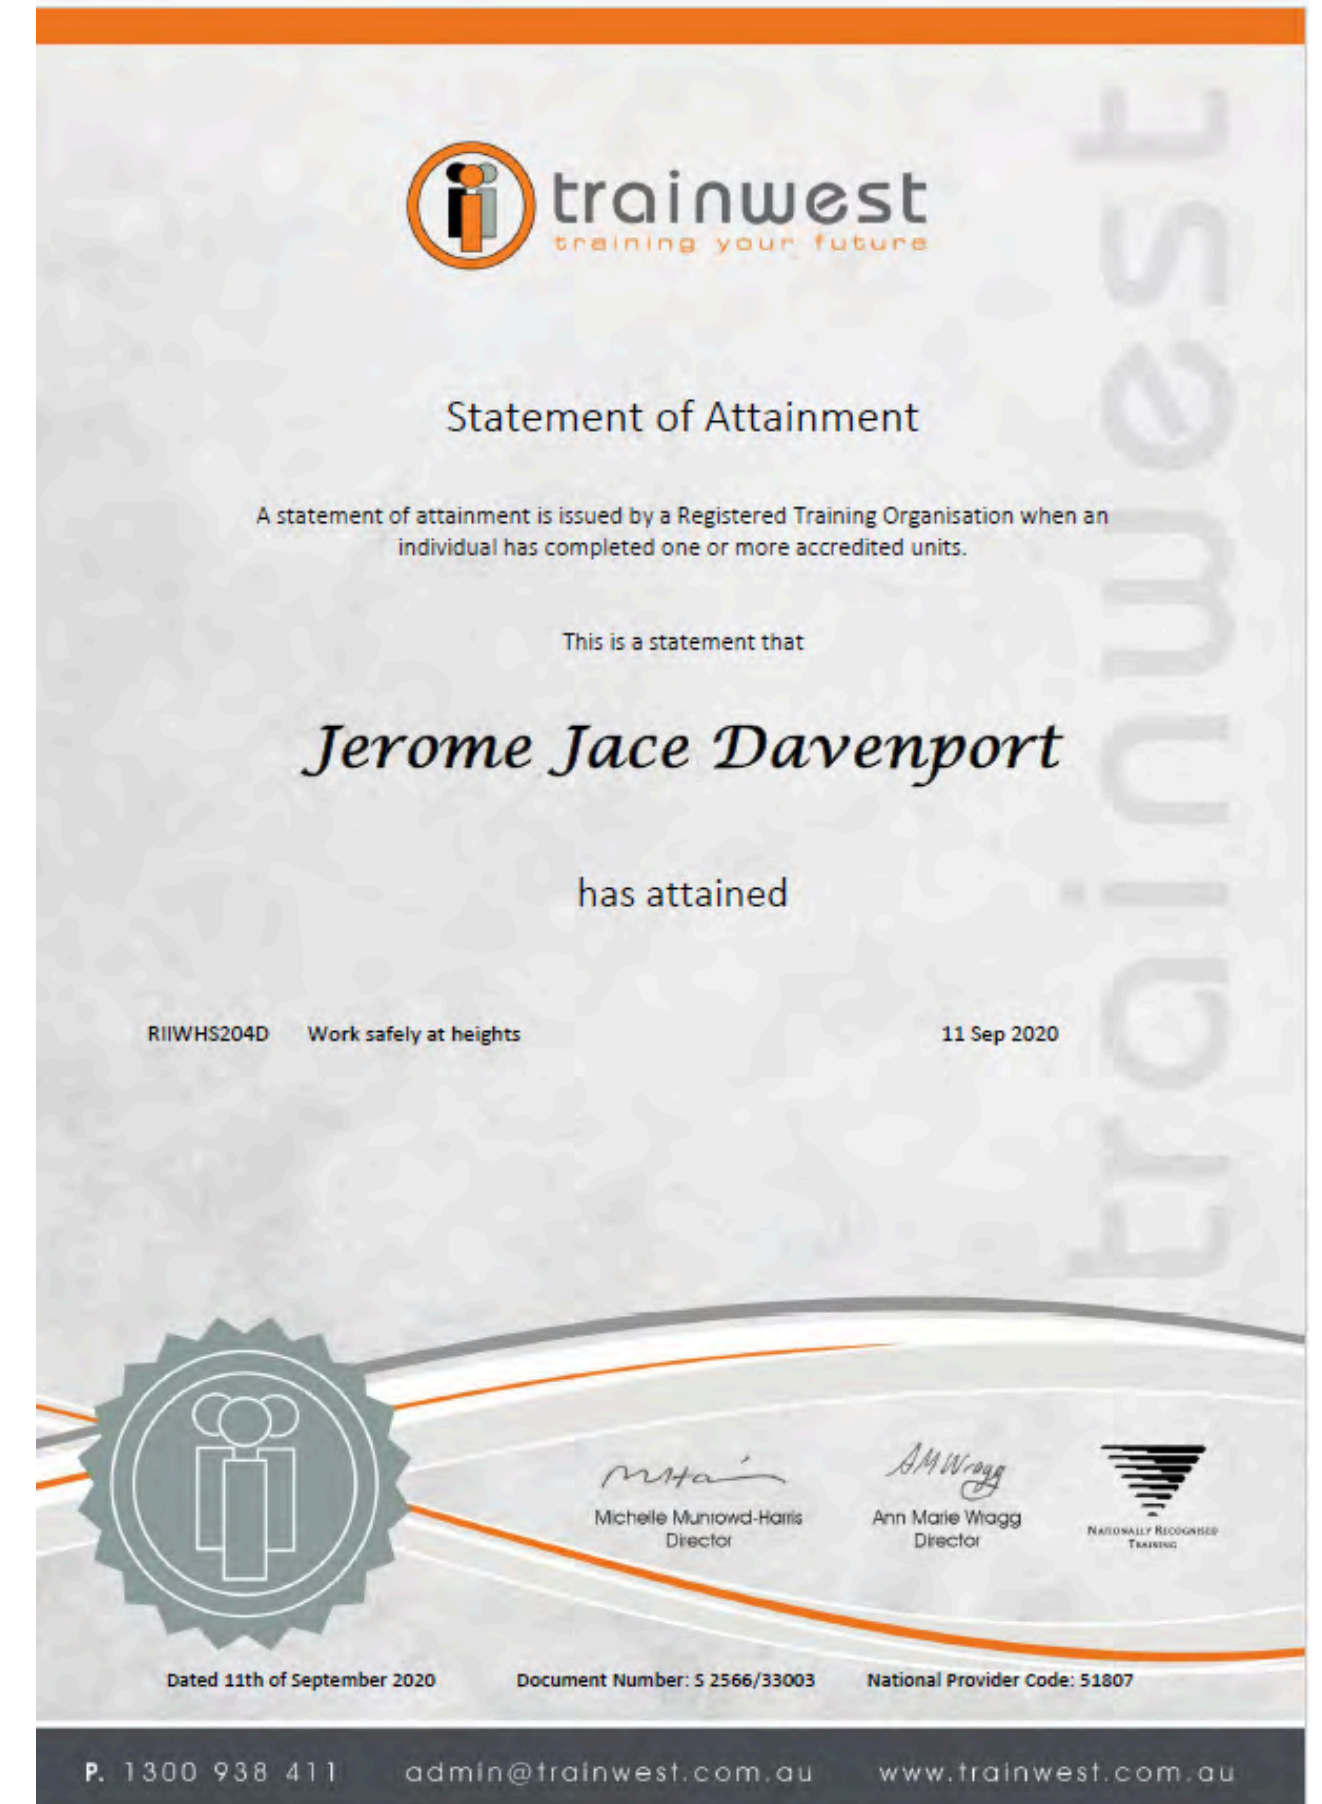 trainwest
training your future
Statement of Attainment
A statement of attainment is issued by a Registered Training Organisation when an
individual has completed one or more accredited units.
This is a statement that
Jerome Jace Davenport
has attained
RIIWHS204D Work safely at heights 11 Sep 2020
trainwest
MHa
AMWragg
Michelle Munrowd-Harris
Director
Ann Marie Wragg
Director
NATIONALLY RECOGNISED
TRAINING
Dated 11th of September 2020 Document Number: S 2566/33003 National Provider Code: 51807
P. 1300 938 411 admin@trainwest.com.au www.trainwest.com.au